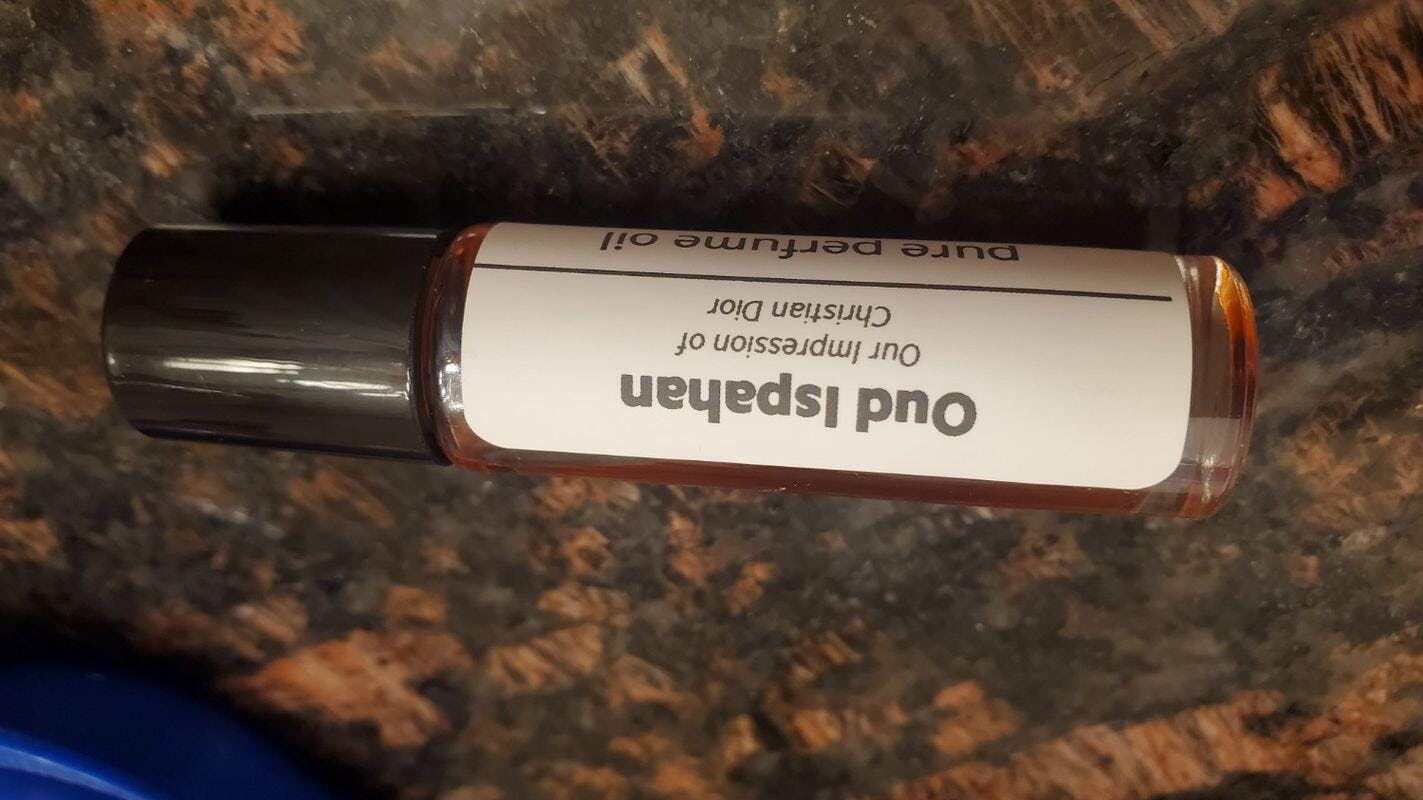 Oud Ispahan
Our Impression of
Christian Dior
pure perfume oil